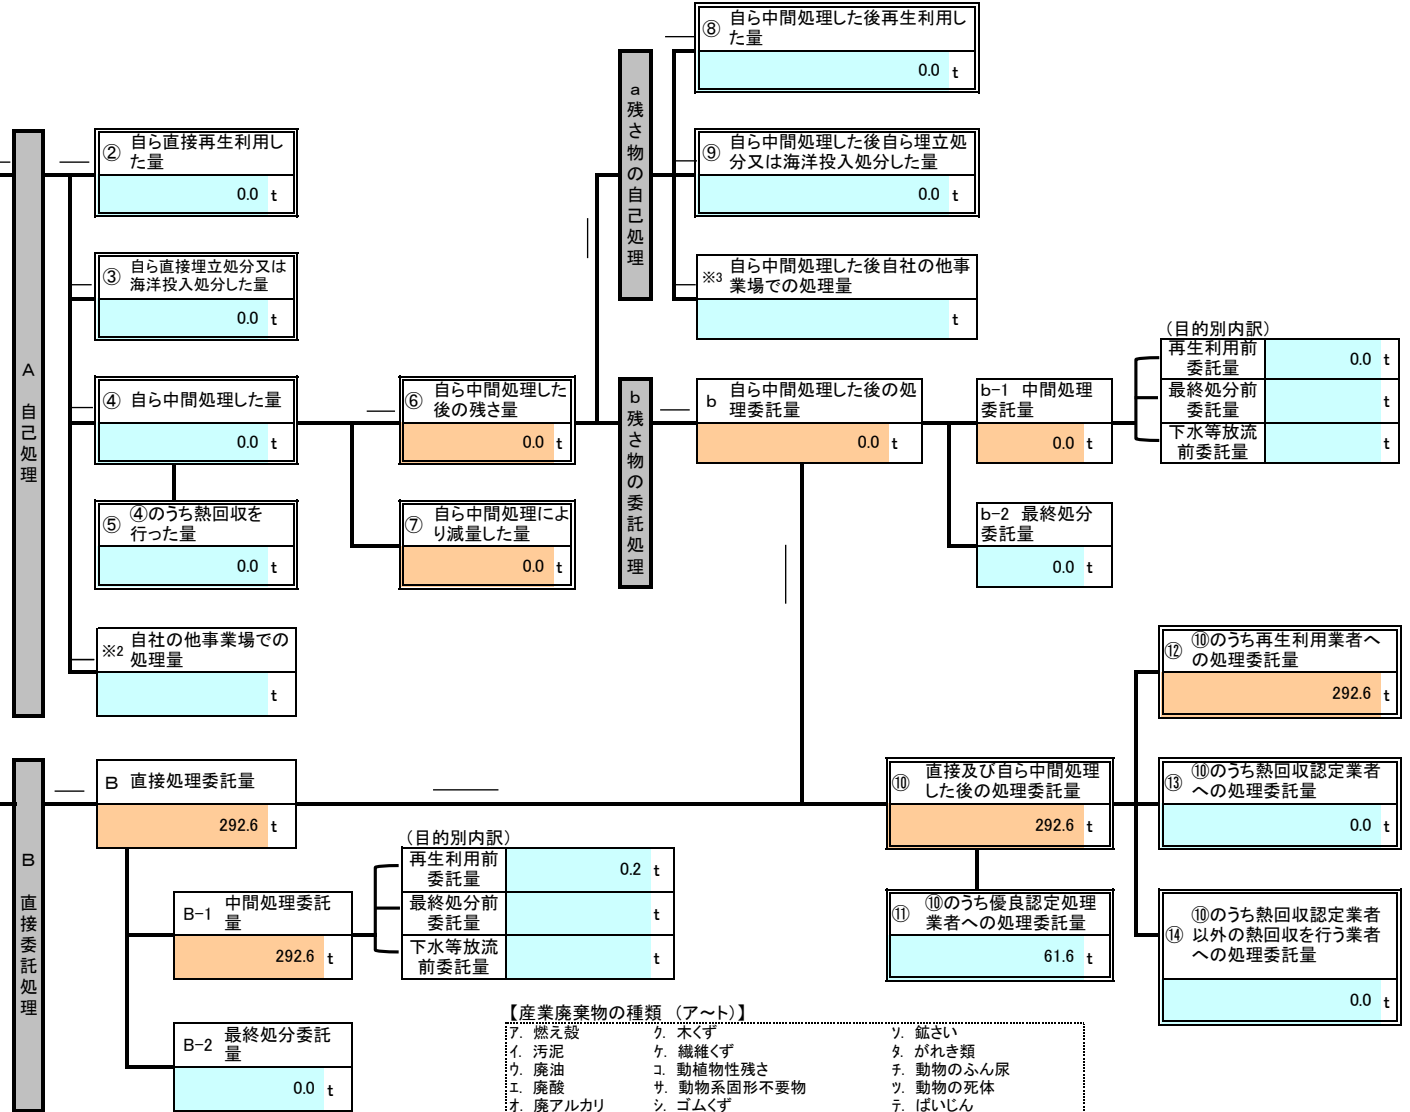 ⑧ 自ら中間処理した後再生利用し
た量
0.0 t
a 残さ物の自己処理
② 自ら直接再生利用し
た量
0.0 t
⑨ 自ら中間処理した後自ら埋立処
分又は海洋投入処分した量
0.0 t
③ 自ら直接埋立処分又は
海洋投入処分した量
0.0 t
※3 自ら中間処理した後自社の他事
業場での処理量
t
A 自己処理
④ 自ら中間処理した量
0.0 t
⑥ 自ら中間処理した
後の残さ量
0.0 t
b 残さ物の委託処理
b 自ら中間処理した後の処
理委託量
0.0 t
b-1 中間処理
委託量
0.0 t
（目的別内訳）
再生利用前
委託量
0.0 t
最終処分前
委託量
t
下水等放流
前委託量
t
⑤ ④のうち熱回収を
行った量
0.0 t
⑦ 自ら中間処理によ
り減量した量
0.0 t
b-2 最終処分
委託量
0.0 t
※2 自社の他事業場での
処理量
t
⑫ ⑩のうち再生利用業者へ
の処理委託量
292.6 t
B 直接委託処理
B 直接処理委託量
292.6 t
⑩ 直接及び自ら中間処理
した後の処理委託量
292.6 t
⑬ ⑩のうち熱回収認定業者
への処理委託量
0.0 t
B-1 中間処理委託
量
292.6 t
（目的別内訳）
再生利用前
委託量
0.2 t
最終処分前
委託量
t
下水等放流
前委託量
t
⑪ ⑩のうち優良認定処理
業者への処理委託量
61.6 t
⑭ ⑩のうち熱回収認定業者
以外の熱回収を行う業者
への処理委託量
0.0 t
B-2 最終処分委託
量
0.0 t
【産業廃棄物の種類（ア～ト）】
ア. 燃え殻 ク. 木くず ソ. 鉱さい
イ. 汚泥 ケ. 繊維くず タ. がれき類
ウ. 廃油 コ. 動植物性残さ チ. 動物のふん尿
エ. 廃酸 サ. 動物系固形不要物 ツ. 動物の死体
オ. 廃アルカリ シ. ゴムくず テ. ばいじん